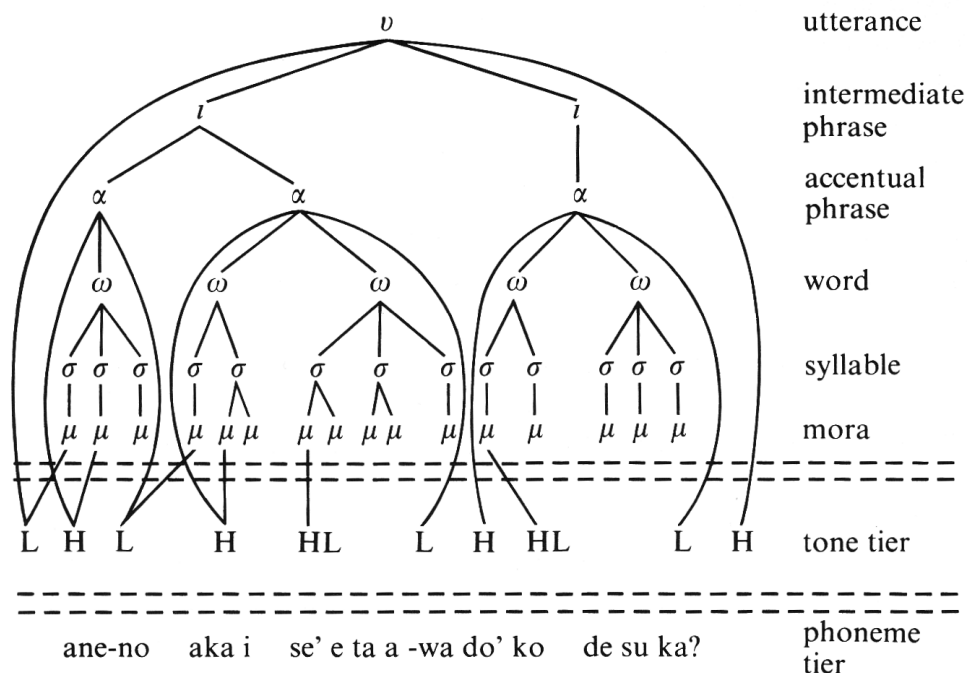 υ utterance
ι ι intermediate
phrase
α α α accentual
phrase
ω ω ω ω ω word
σ σ σ σ σ σ σ σ σ σ σ σ σ syllable
μ μ μ μ μ μ μ μ μ μ μ μ μ μ μ μ mora
L H L H HL L H HL L H tone tier
ane-no aka i se’ e ta a -wa do’ ko de su ka? phoneme
tier